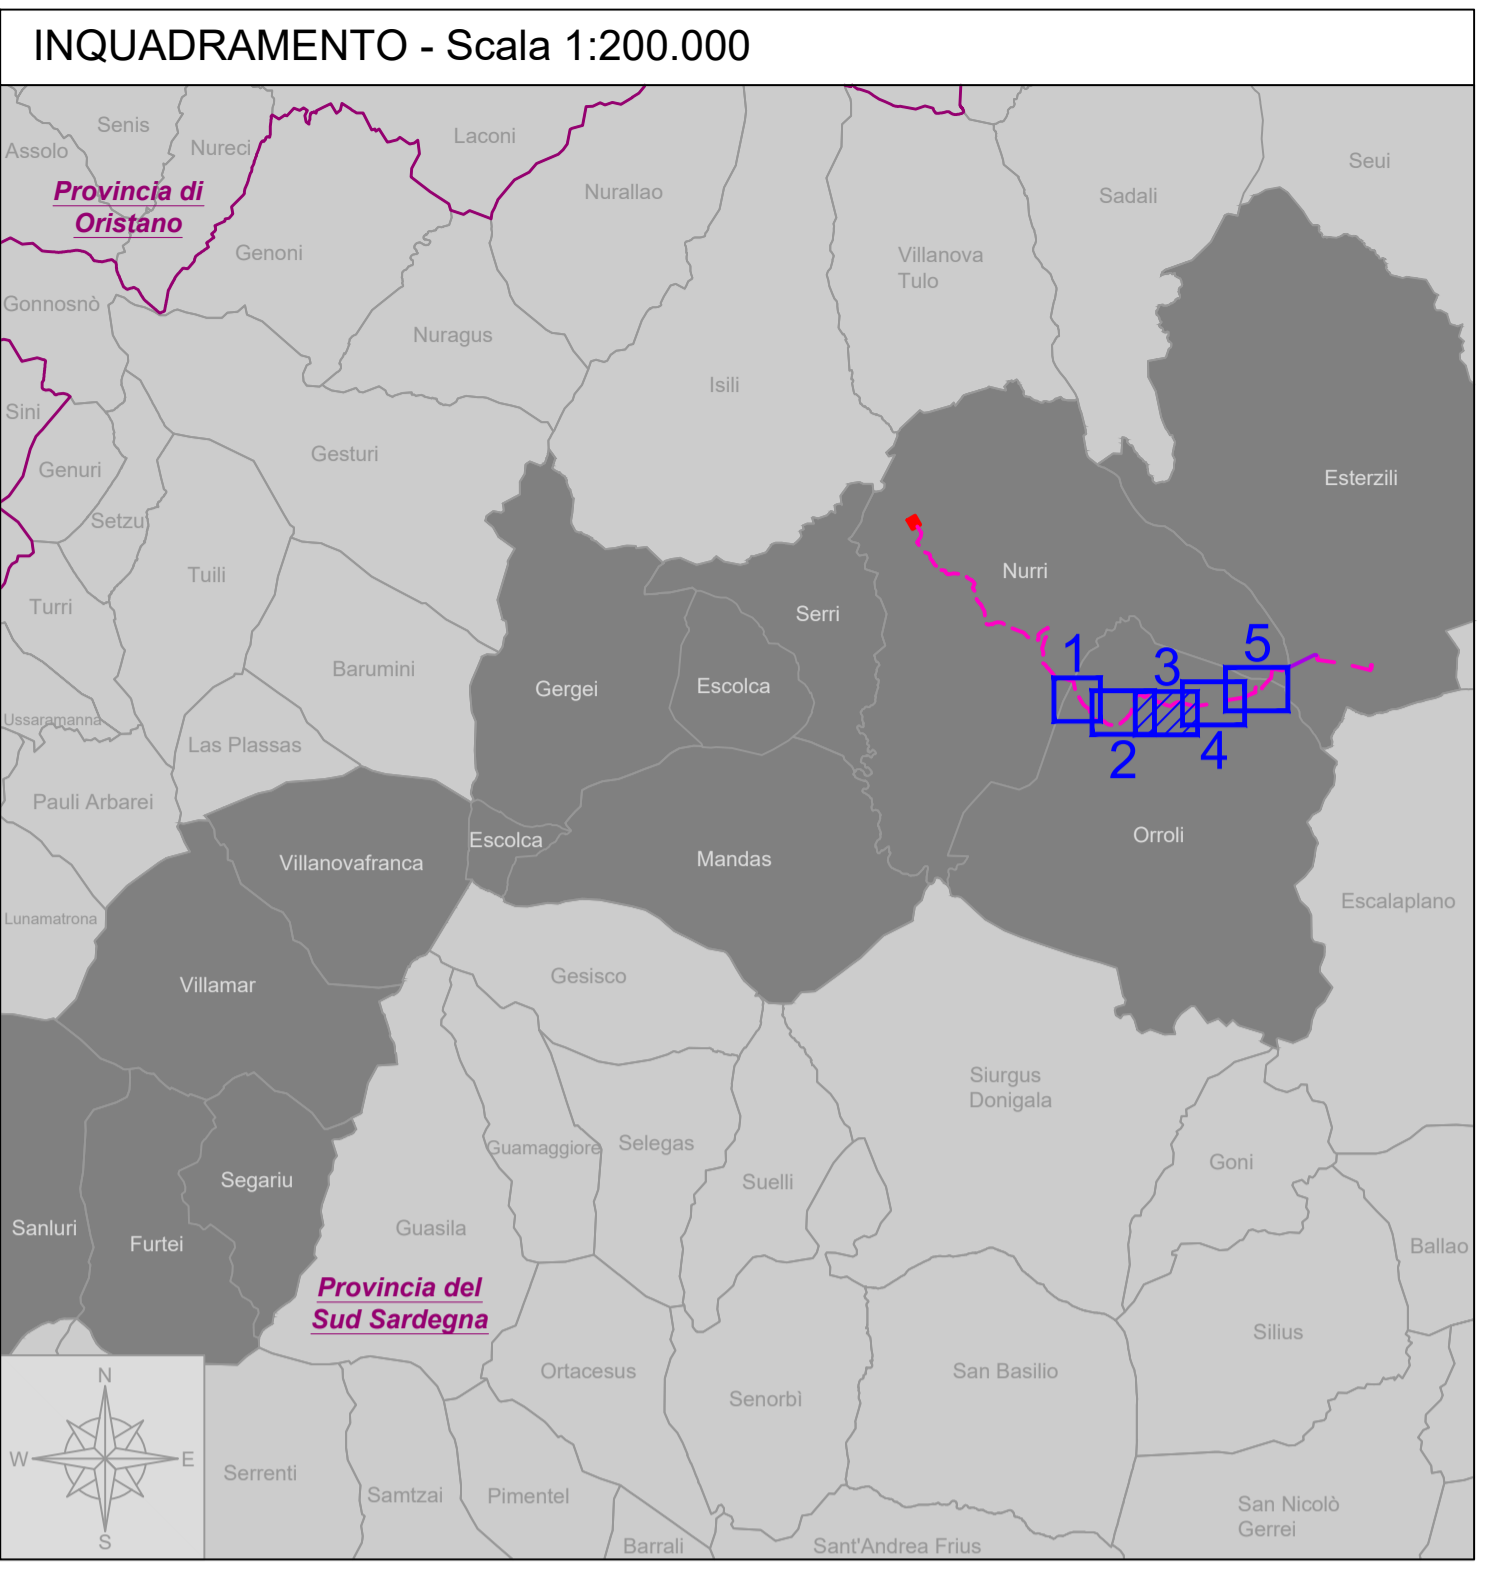 INQUADRAMENTO - Scala 1:200.000
Senis
Laconi
Assolo
Nureci
Seui
Provincia di
Oristano
Nurallao
Sadali
Genoni
Villanova
Tulo
Gonnosnò
Nuragus
Isili
Sini
Gesturi
Genuri
Esterzili
Setzu
Tuili
Nurri
Turri
Serri
Barumini
Gergei
Escolca
1
3
5
Ussaramanna
Las Plassas
2
4
Pauli Arbarei
Escolca
Orroli
Villanovafranca
Mandas
Lunamatrona
Escalaplano
Villamar
Gesisco
Siurgus
Donigala
Guamaggiore
Selegas
Goni
Segariu
Suelli
Sanluri
Furtei
Guasila
Ballao
Provincia del
Sud Sardegna
Silius
N
Ortacesus
Senorbì
San Basilio
W
E
Serrenti
Samtzai
Pimentel
San Nicolò
Gerrei
S
Barrali
Sant'Andrea Frius